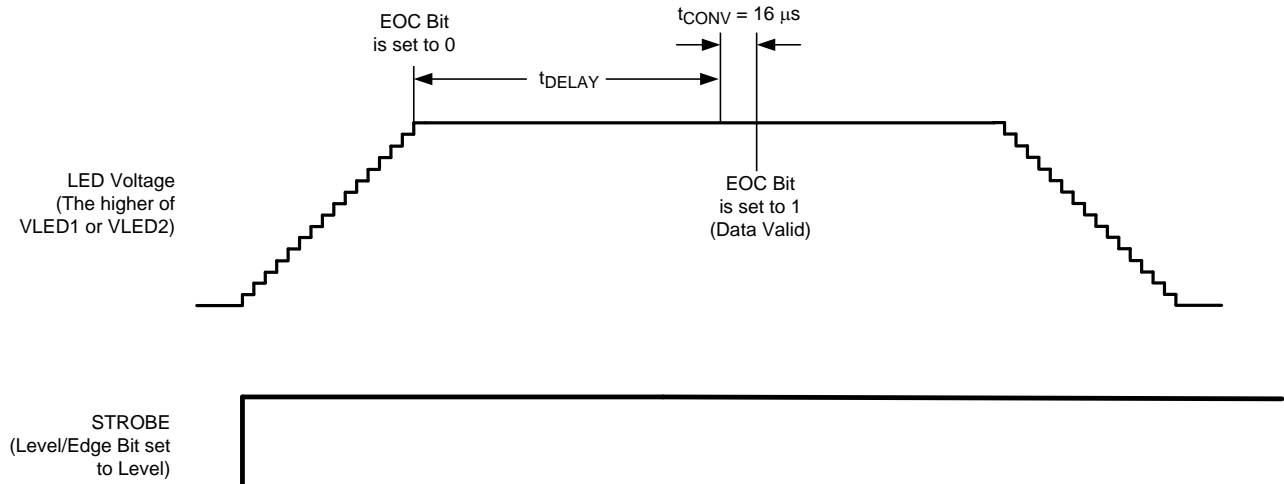 EOC Bit
is set to 0
tCONV = 16 μs
tDELAY
LED Voltage
(The higher of
VLED1 or VLED2)
EOC Bit
is set to 1
(Data Valid)
STROBE
(Level/Edge Bit set
to Level)